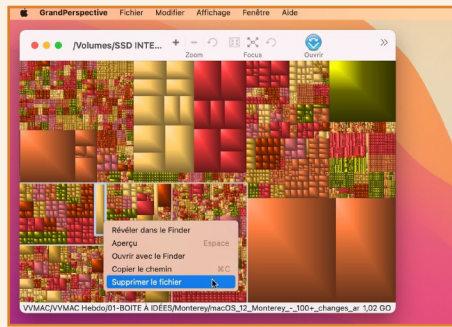 GrandPerspective Fichier Modifier Affichage Fenêtre Aide
/Volumes/SSD INTE...
Zoom Focus Ouvrir
Révéler dans le Finder
Aperçu Espace
Ouvrir avec le Finder
Copier le chemin ⌘C
Supprimer le fichier
VVMAC/VVMAC Hebdo/01-BOITE À IDÉES/Monterey/macOS_12_Monterey_-_100+_changes_ar 1,02 GO